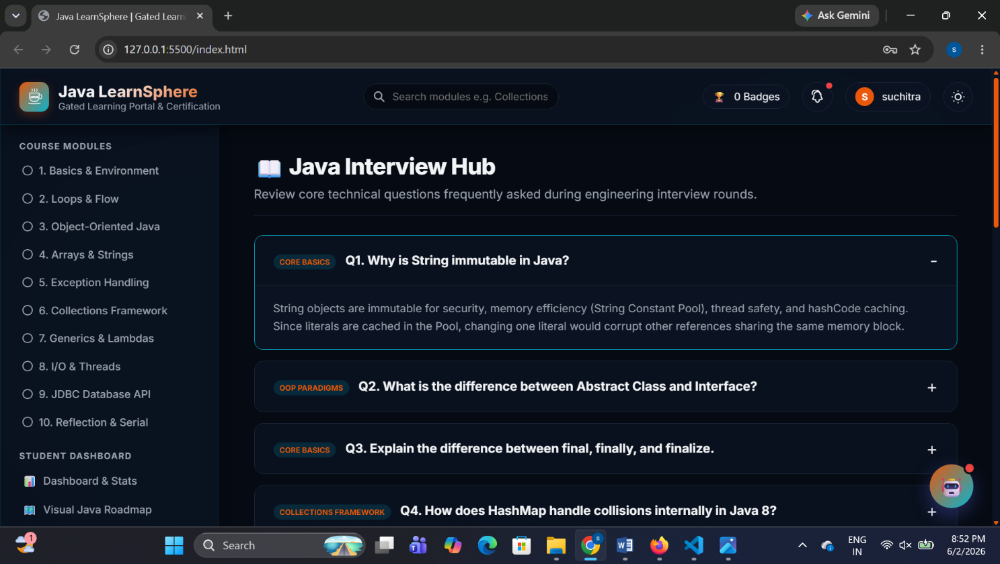 Java LearnSphere | Gated Learni
Ask Gemini
127.0.0.1:5500/index.html
S
Java LearnSphere
Gated Learning Portal & Certification
Search modules e.g. Collections
0 Badges
S
suchitra
COURSE MODULES
1. Basics & Environment
2. Loops & Flow
3. Object-Oriented Java
4. Arrays & Strings
5. Exception Handling
6. Collections Framework
7. Generics & Lambdas
8. I/O & Threads
9. JDBC Database API
10. Reflection & Serial
STUDENT DASHBOARD
Dashboard & Stats
Visual Java Roadmap
Java Interview Hub
Review core technical questions frequently asked during engineering interview rounds.
CORE BASICS Q1. Why is String immutable in Java? −
String objects are immutable for security, memory efficiency (String Constant Pool), thread safety, and hashCode caching.
Since literals are cached in the Pool, changing one literal would corrupt other references sharing the same memory block.
OOP PARADIGMS Q2. What is the difference between Abstract Class and Interface? +
CORE BASICS Q3. Explain the difference between final, finally, and finalize. +
COLLECTIONS FRAMEWORK Q4. How does HashMap handle collisions internally in Java 8? +
1
Search
ENG
IN
8:52 PM
6/2/2026